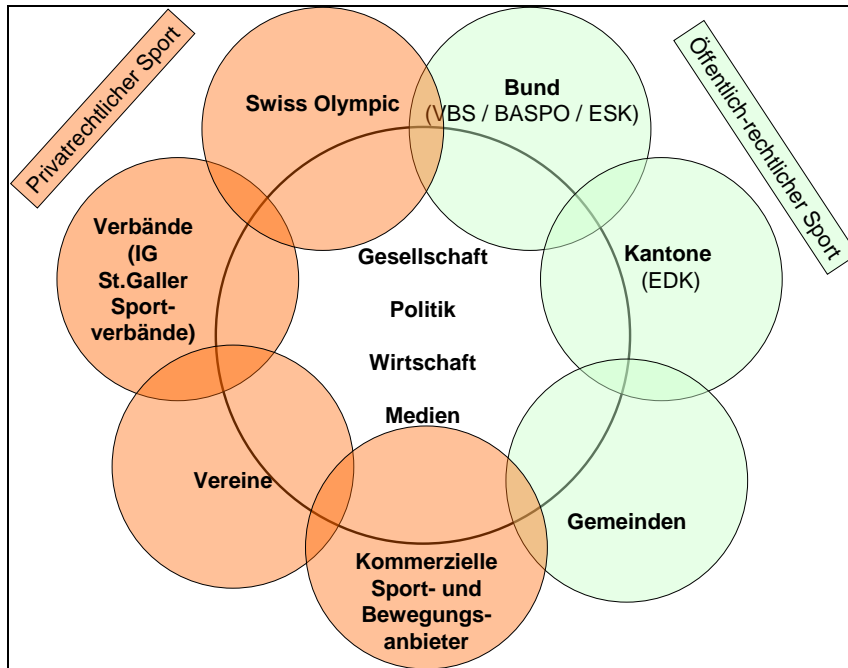 Privatrechtlicher Sport
Öffentlich-rechtlicher Sport
Swiss Olympic
Bund
(VBS / BASPO / ESK)
Verbände
(IG
St.Galler
Sport-
verbände)
Kantone
(EDK)
Gesellschaft
Politik
Wirtschaft
Medien
Vereine
Gemeinden
Kommerzielle
Sport- und
Bewegungs-
anbieter